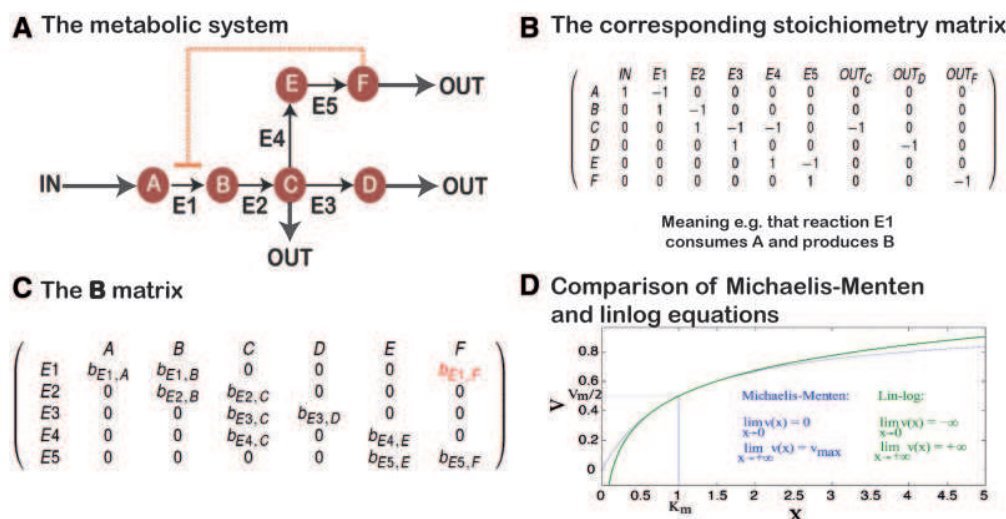 A The metabolic system
E
F
OUT
E5
E4
IN
A
B
C
D
OUT
E1
E2
E3
OUT
B The corresponding stoichiometry matrix
IN E1 E2 E3 E4 E5 OUT_C OUT_D OUT_F
A 1 −1 0 0 0 0 0 0 0
B 0 1 −1 0 0 0 0 0 0
C 0 0 1 −1 −1 0 −1 0 0
D 0 0 0 1 0 0 0 −1 0
E 0 0 0 0 1 −1 0 0 0
F 0 0 0 0 0 1 0 0 −1
Meaning e.g. that reaction E1
consumes A and produces B
C The B matrix
A B C D E F
E1 b_E1,A b_E1,B 0 0 0 b_E1,F
E2 0 b_E2,B b_E2,C 0 0 0
E3 0 0 b_E3,C b_E3,D 0 0
E4 0 0 b_E4,C 0 b_E4,E 0
E5 0 0 0 0 b_E5,E b_E5,F
D Comparison of Michaelis-Menten
and linlog equations
0.8
0.6
V V_m/2
0.4
0.2
0
Michaelis-Menten:
lim v(x) = 0
x→0
lim v(x) = v_max
x→+∞
Lin-log:
lim v(x) = −∞
x→0
lim v(x) = +∞
x→+∞
0 0.5 1 1.5 2 2.5 3 3.5 4 4.5 5
K_m
X